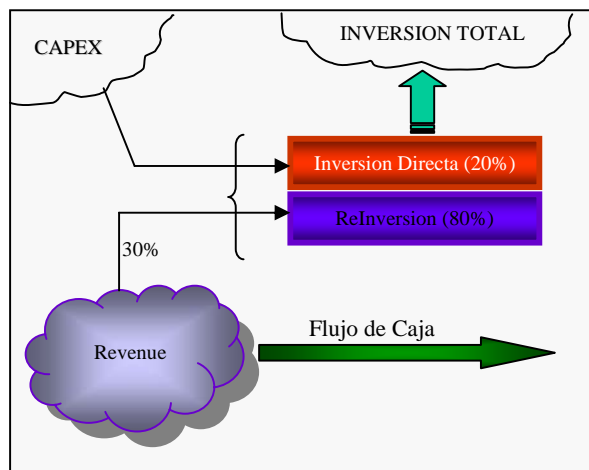 CAPEX
INVERSION TOTAL
Inversion Directa (20%)
ReInversion (80%)
30%
Flujo de Caja
Revenue